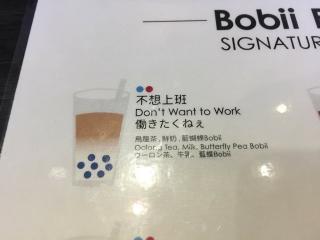 Bobii
SIGNATUR
不想上班
Don't Want to Work
働きたくねぇ
烏龍茶, 鮮奶, 藍蝴蝶Bobii
Oolong Tea, Milk, Butterfly Pea Bobii
ウーロン茶、牛乳、藍蝶Bobii